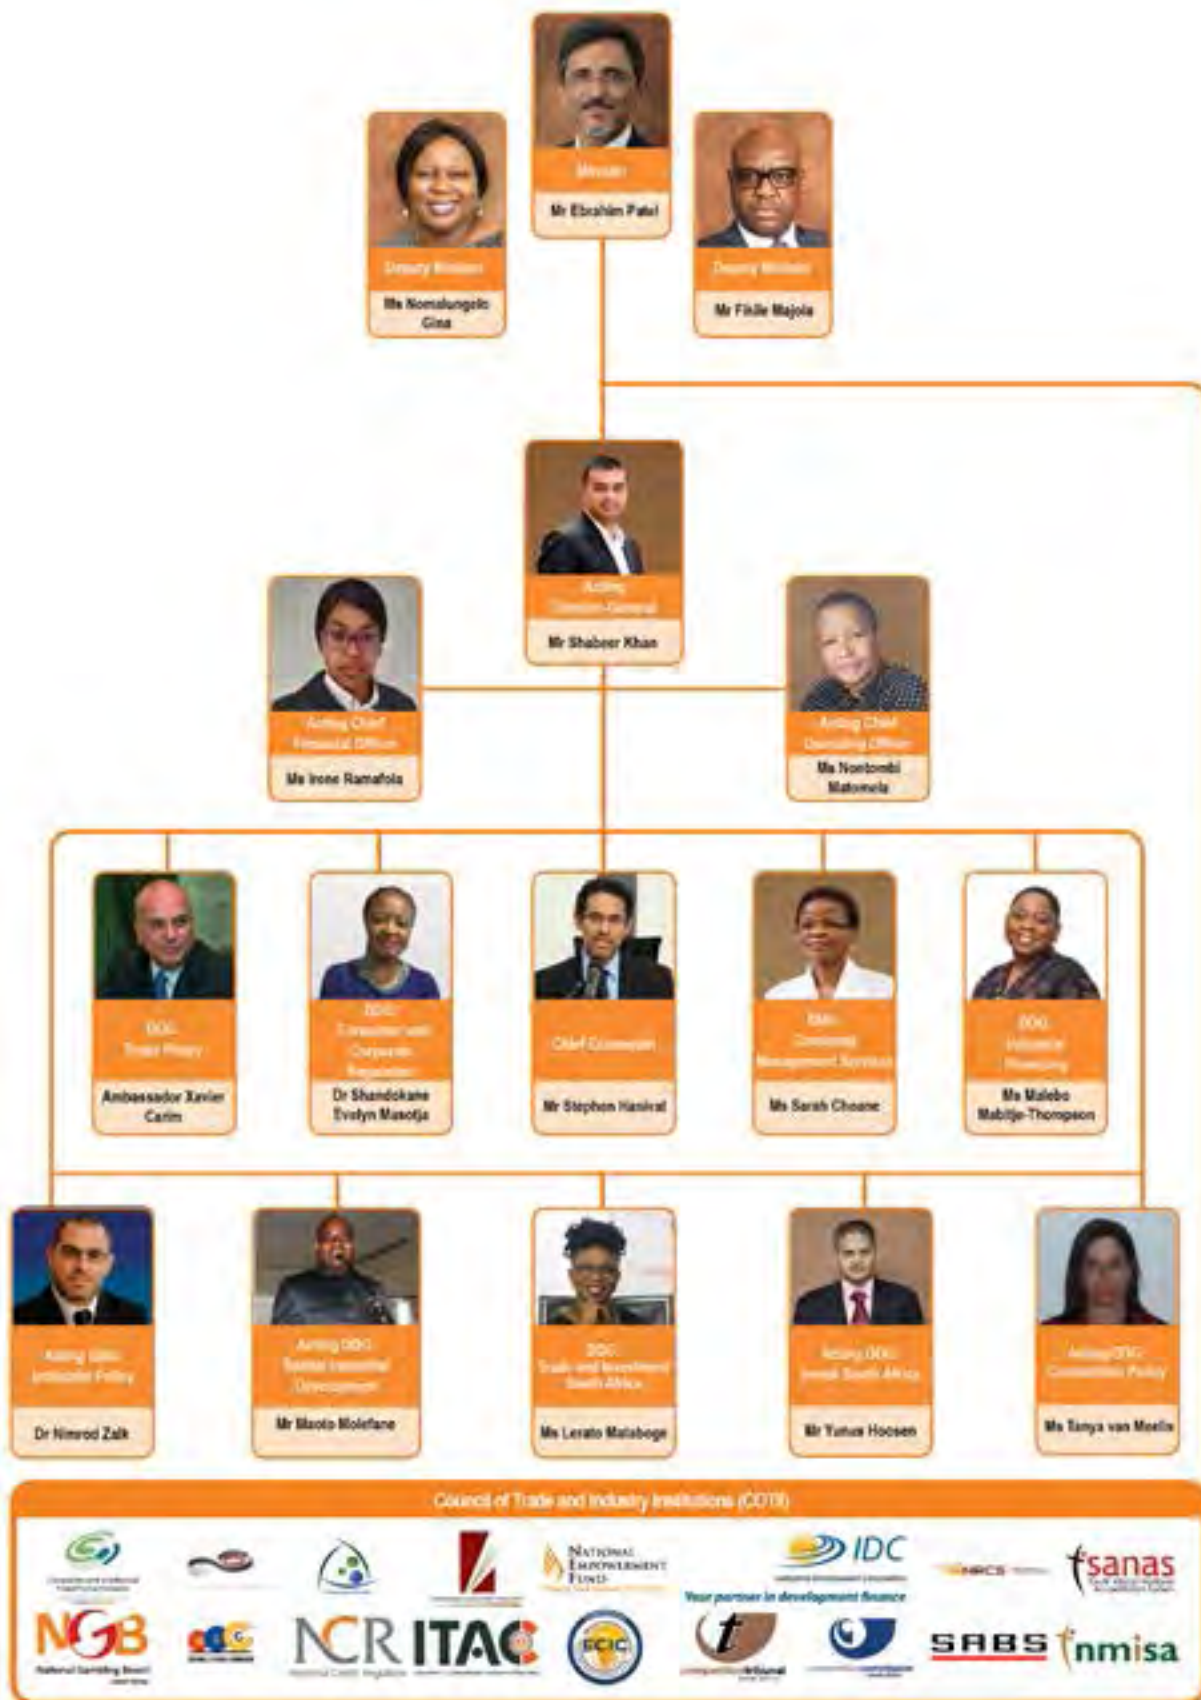 Minister
Mr Ebrahim Patel
Deputy Minister
Ms Nomalungelo
Gina
Deputy Minister
Mr Fikile Majola
Acting
Director-General
Mr Shabeer Khan
Acting Chief
Financial Officer
Ms Irene Ramafola
Acting Chief
Operating Officer
Ms Nontombi
Matomela
DDG:
Trade Policy
Ambassador Xavier
Carim
DDG:
Consumer and
Corporate
Regulation
Dr Shandokane
Evelyn Masotja
Chief Economist
Mr Stephen Hanival
Management Services
Ms Sarah Choane
DDG:
Industrial
Financing
Ms Malebo
Mabitje-Thompson
Acting DDG:
Industrial Policy
Dr Nimrod Zalk
Acting DDG:
Spatial Industrial
Development
Mr Maoto Molefane
DDG:
Trade and Investment
South Africa
Ms Lerato Mataboge
Acting DDG:
Invest South Africa
Mr Yunus Hoosen
Acting DDG:
Competition Policy
Ms Tanya van Meelis
Council of Trade and Industry Institutions (COTII)
NATIONAL
EMPOWERMENT
FUND
IDC
Your partner in development finance
NRCS
sanas
NGB
National Gambling Board
NCR
National Credit Regulator
ITAC
ECIC
competition tribunal
SABS
nmisa